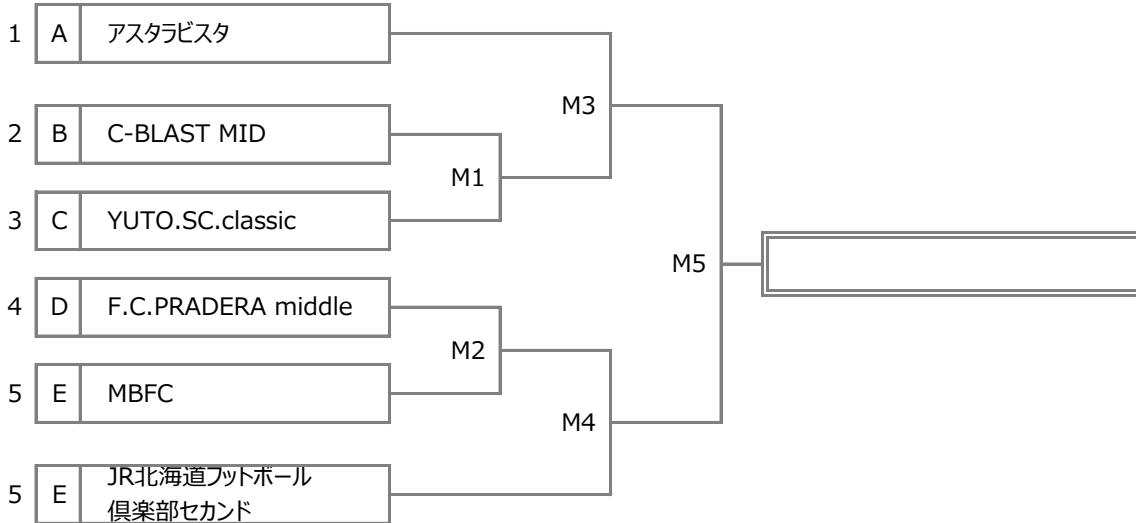 1 A アスタラビスタ
M3
2 B C-BLAST MID
M1
3 C YUTO.SC.classic
M5
4 D F.C.PRADERA middle
M2
5 E MBFC
M4
5 E JR北海道フットボール
倶楽部セカンド